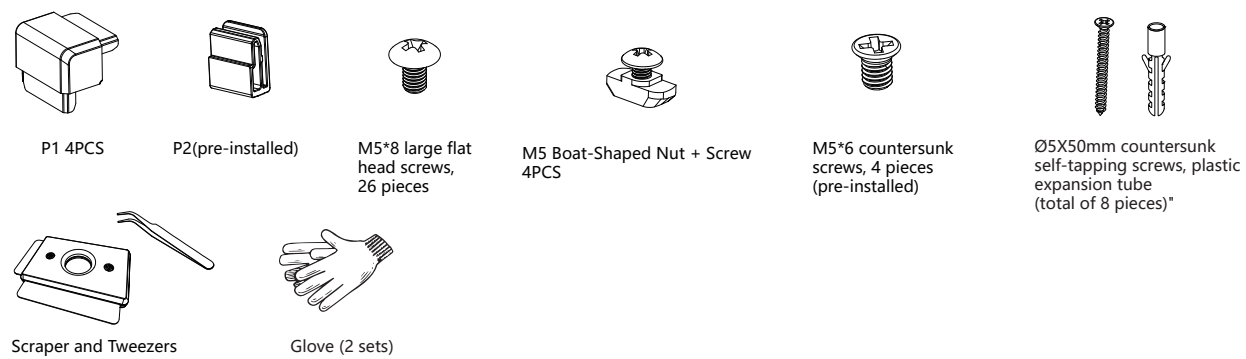 P1 4PCS
P2(pre-installed)
M5*8 large flat
head screws,
26 pieces
M5 Boat-Shaped Nut + Screw
4PCS
M5*6 countersunk
screws, 4 pieces
(pre-installed)
Ø5X50mm countersunk
self-tapping screws, plastic
expansion tube
(total of 8 pieces)"
Scraper and Tweezers
Glove (2 sets)